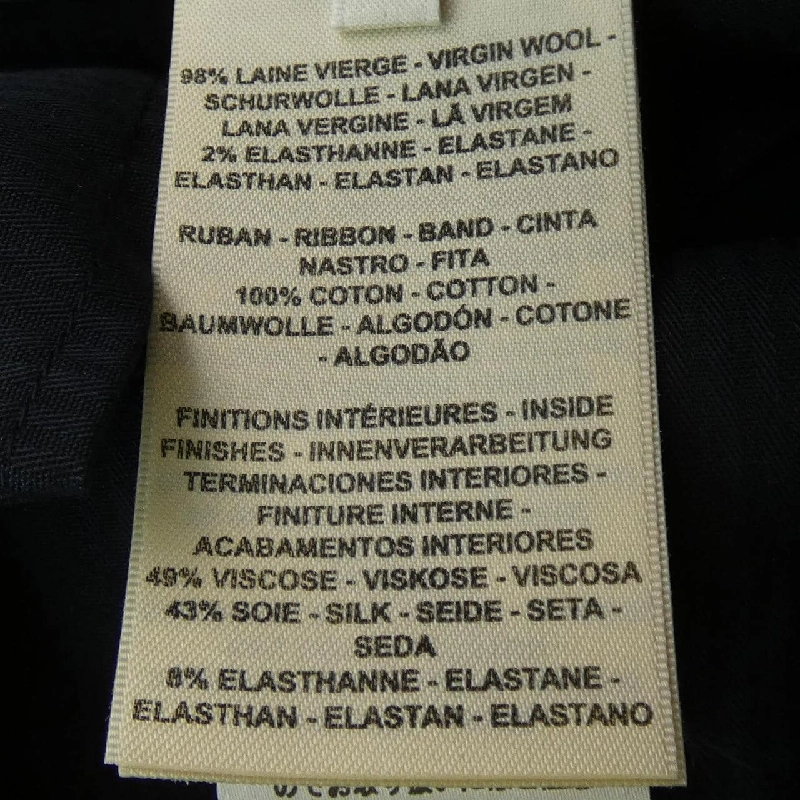 98% LAINE VIERGE - VIRGIN WOOL -
SCHURWOLLE - LANA VIRGEN -
LANA VERGINE - LÃ VIRGEM
2% ELASTHANNE - ELASTANE -
ELASTHAN - ELASTAN - ELASTANO
RUBAN - RIBBON - BAND - CINTA
NASTRO - FITA
100% COTON - COTTON -
BAUMWOLLE - ALGODÓN - COTONE
- ALGODÃO
FINITIONS INTÉRIEURES - INSIDE
FINISHES - INNENVERARBEITUNG
TERMINACIONES INTERIORES -
FINITURE INTERNE -
ACABAMENTOS INTERIORES
49% VISCOSE - VISKOSE - VISCOSA
43% SOIE - SILK - SEIDE - SETA -
SEDA
8% ELASTHANNE - ELASTANE -
ELASTHAN - ELASTAN - ELASTANO